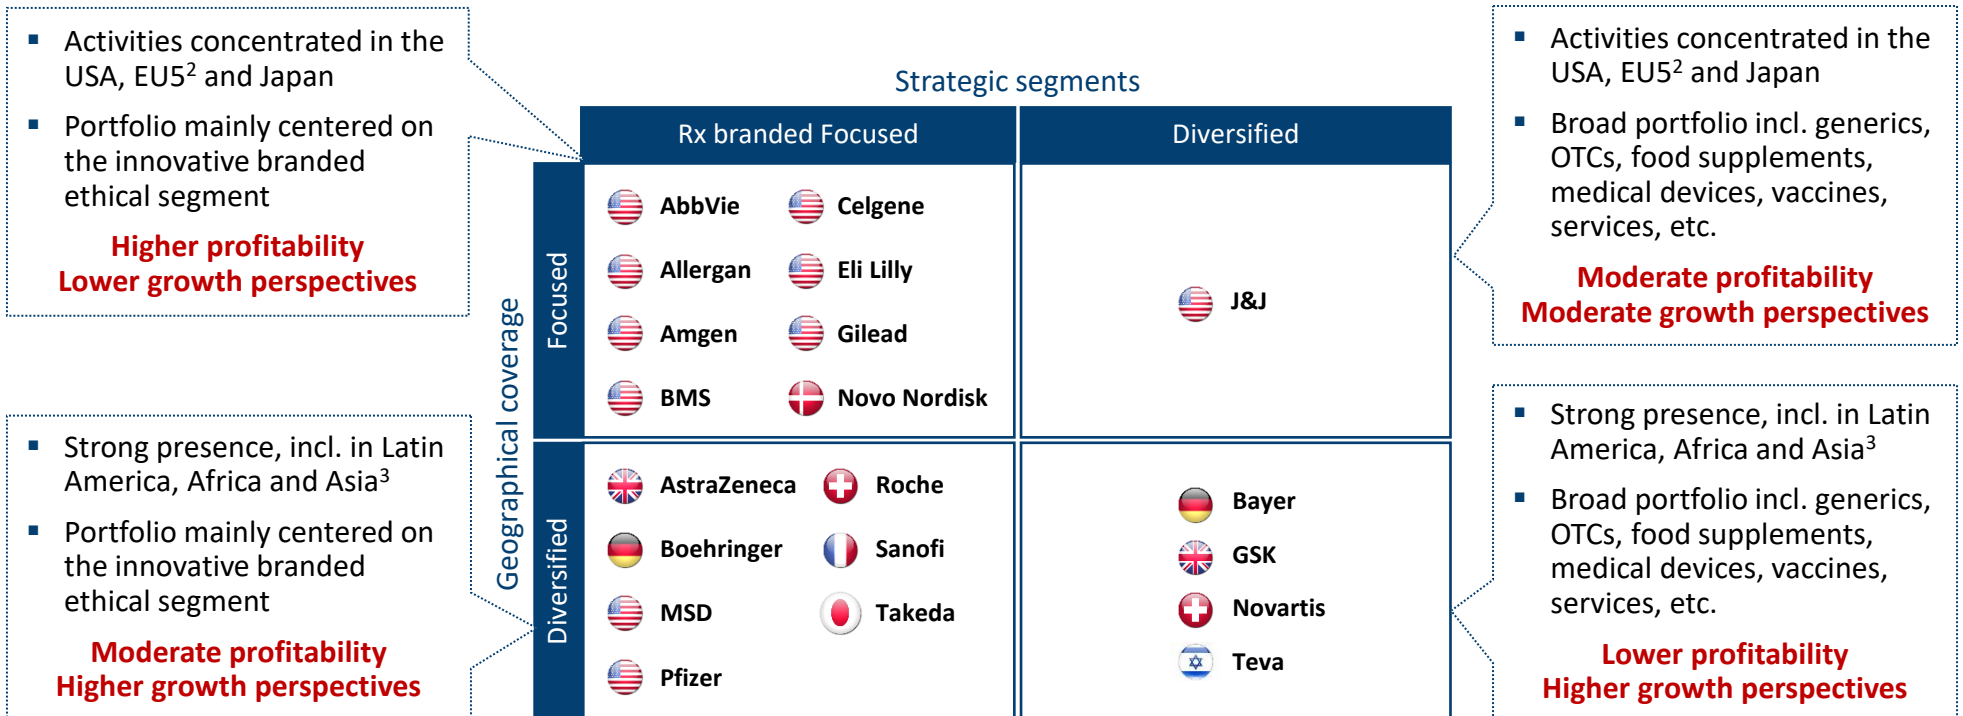 ▪ Activities concentrated in the
USA, EU5² and Japan
▪ Portfolio mainly centered on
the innovative branded
ethical segment
Higher profitability
Lower growth perspectives
▪ Strong presence, incl. in Latin
America, Africa and Asia³
▪ Portfolio mainly centered on
the innovative branded
ethical segment
Moderate profitability
Higher growth perspectives
Strategic segments
Rx branded Focused
Diversified
Geographical coverage
Focused
AbbVie
Celgene
Allergan
Eli Lilly
Amgen
Gilead
BMS
Novo Nordisk
J&J
Diversified
AstraZeneca
Roche
Boehringer
Sanofi
MSD
Takeda
Pfizer
Bayer
GSK
Novartis
Teva
▪ Activities concentrated in the
USA, EU5² and Japan
▪ Broad portfolio incl. generics,
OTCs, food supplements,
medical devices, vaccines,
services, etc.
Moderate profitability
Moderate growth perspectives
▪ Strong presence, incl. in Latin
America, Africa and Asia³
▪ Broad portfolio incl. generics,
OTCs, food supplements,
medical devices, vaccines,
services, etc.
Lower profitability
Higher growth perspectives